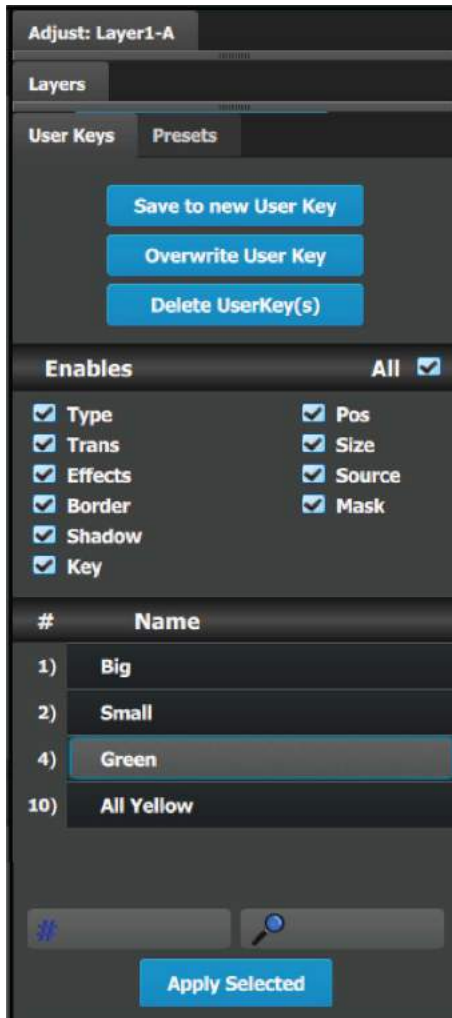 Adjust: Layer1-A
Layers
User Keys Presets
Save to new User Key
Overwrite User Key
Delete UserKey(s)
Enables All
Type Pos
Trans Size
Effects Source
Border Mask
Shadow
Key
# Name
1) Big
2) Small
4) Green
10) All Yellow
#
Apply Selected